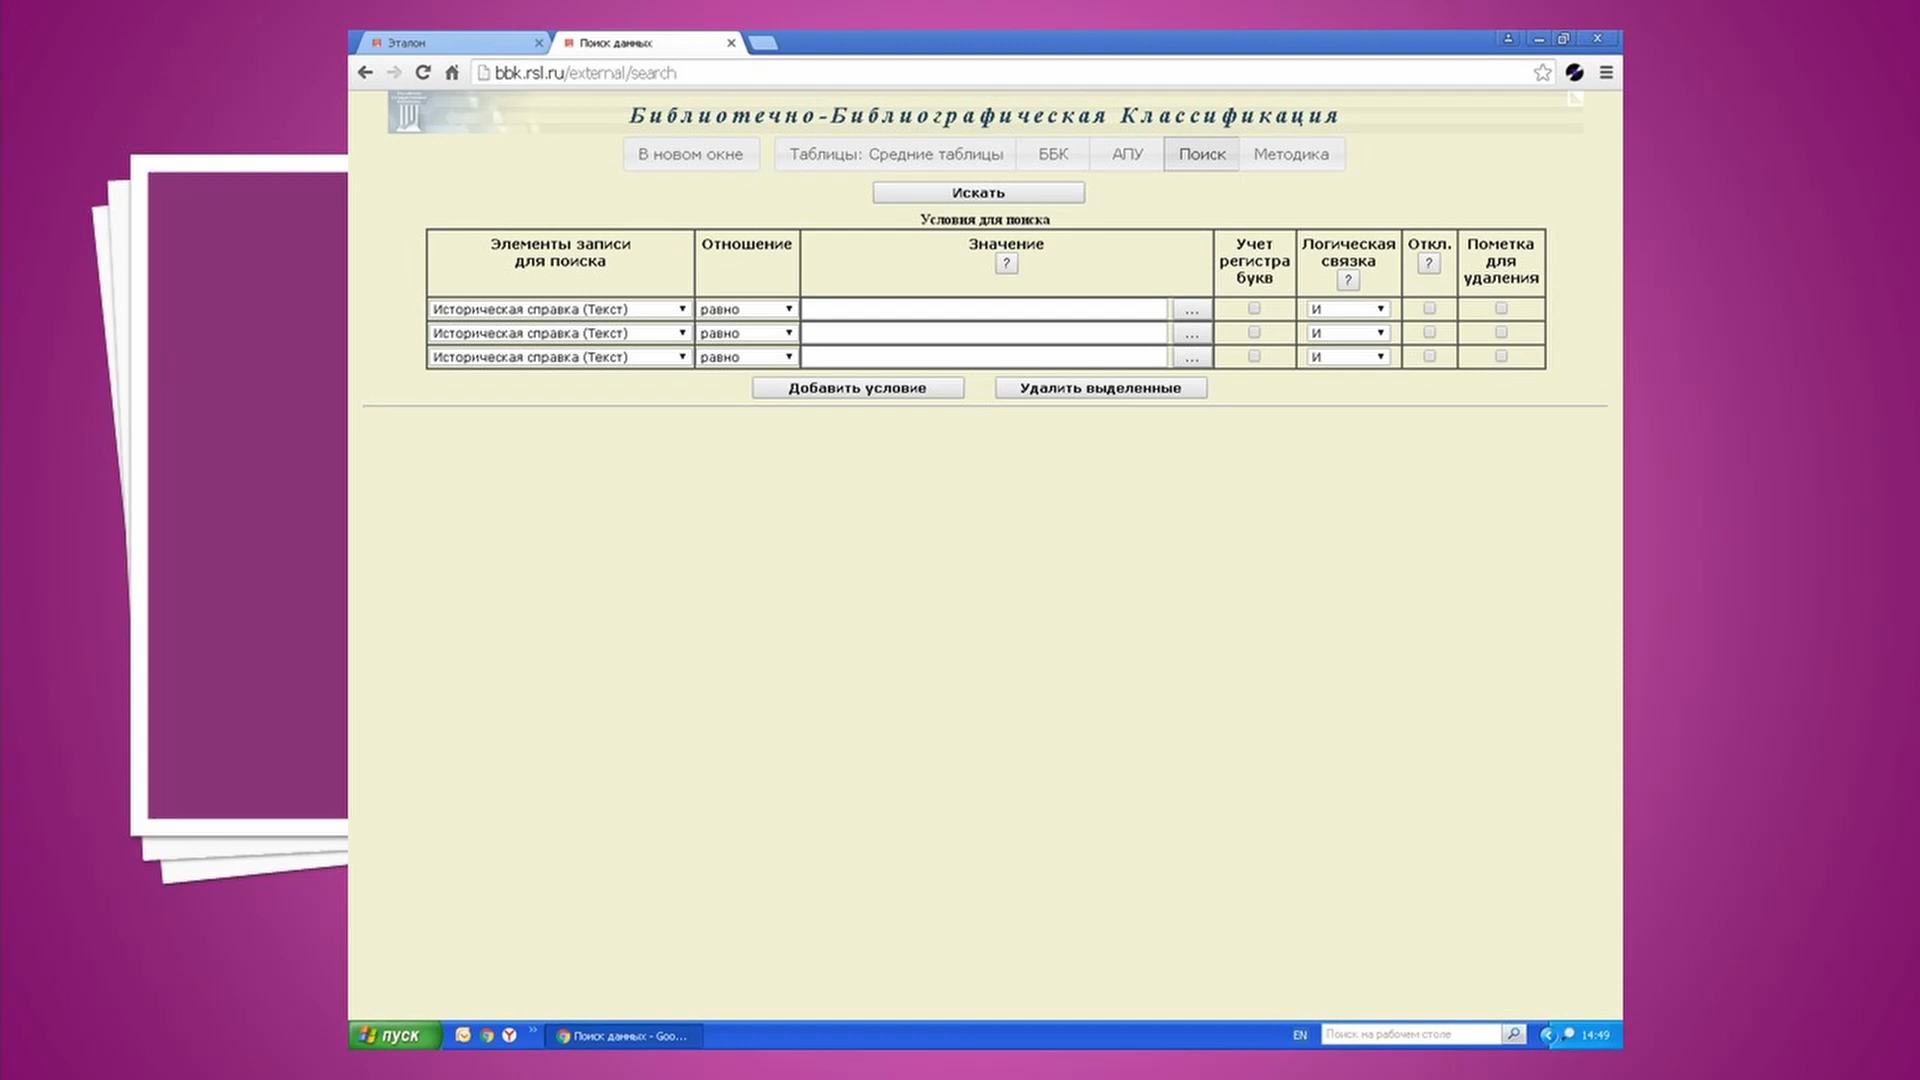 Эталон
Поиск данных
bbk.rsl.ru/external/search
Библиотечно-Библиографическая Классификация
В новом окне
Таблицы: Средние таблицы ББК АПУ Поиск Методика
Искать
Условия для поиска
Элементы записи для поиска
Отношение
Значение
?
Учет регистра букв
Логическая связка
?
Откл.
?
Пометка для удаления
Историческая справка (Текст) равно ... И
Историческая справка (Текст) равно ... И
Историческая справка (Текст) равно ... И
Добавить условие Удалить выделенные
пуск
Поиск данных - Goo...
EN
Поиск на рабочем столе
14:49